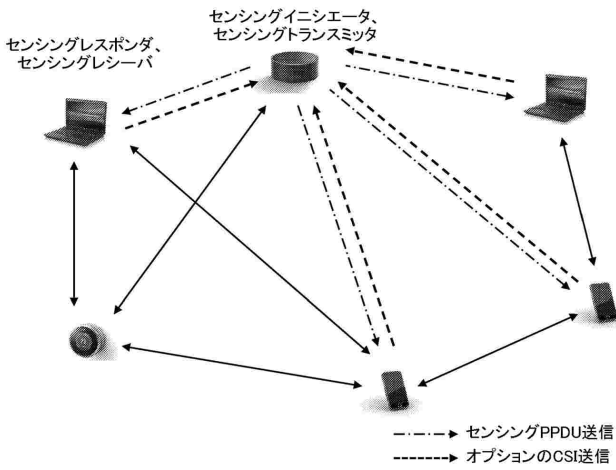 センシングイニシエータ、
センシングトランスミッタ
センシングレスポンダ、
センシングレシーバ
センシングPPDU送信
オプションのCSI送信